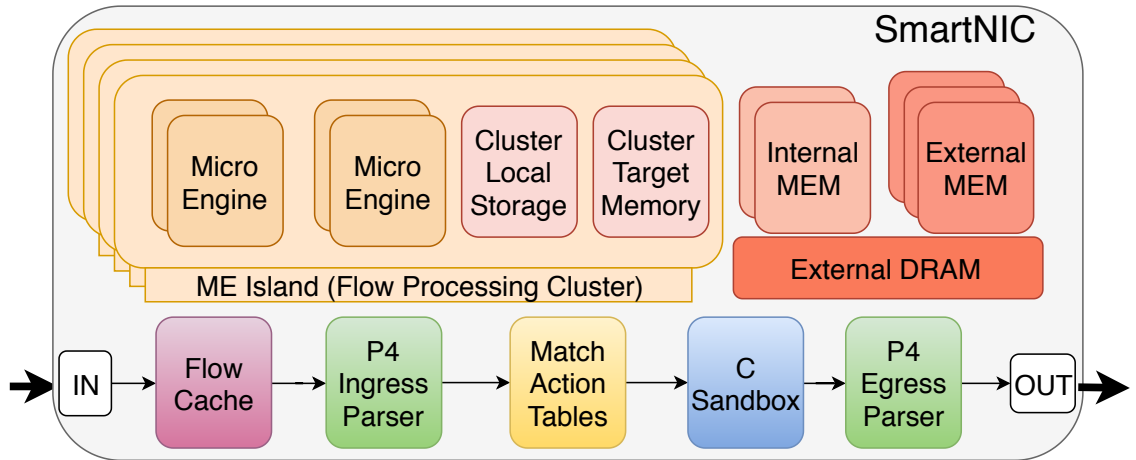 SmartNIC
Micro
Engine
Micro
Engine
Cluster
Local
Storage
Cluster
Target
Memory
Internal
MEM
External
MEM
ME Island (Flow Processing Cluster)
External DRAM
IN
Flow
Cache
P4
Ingress
Parser
Match
Action
Tables
C
Sandbox
P4
Egress
Parser
OUT